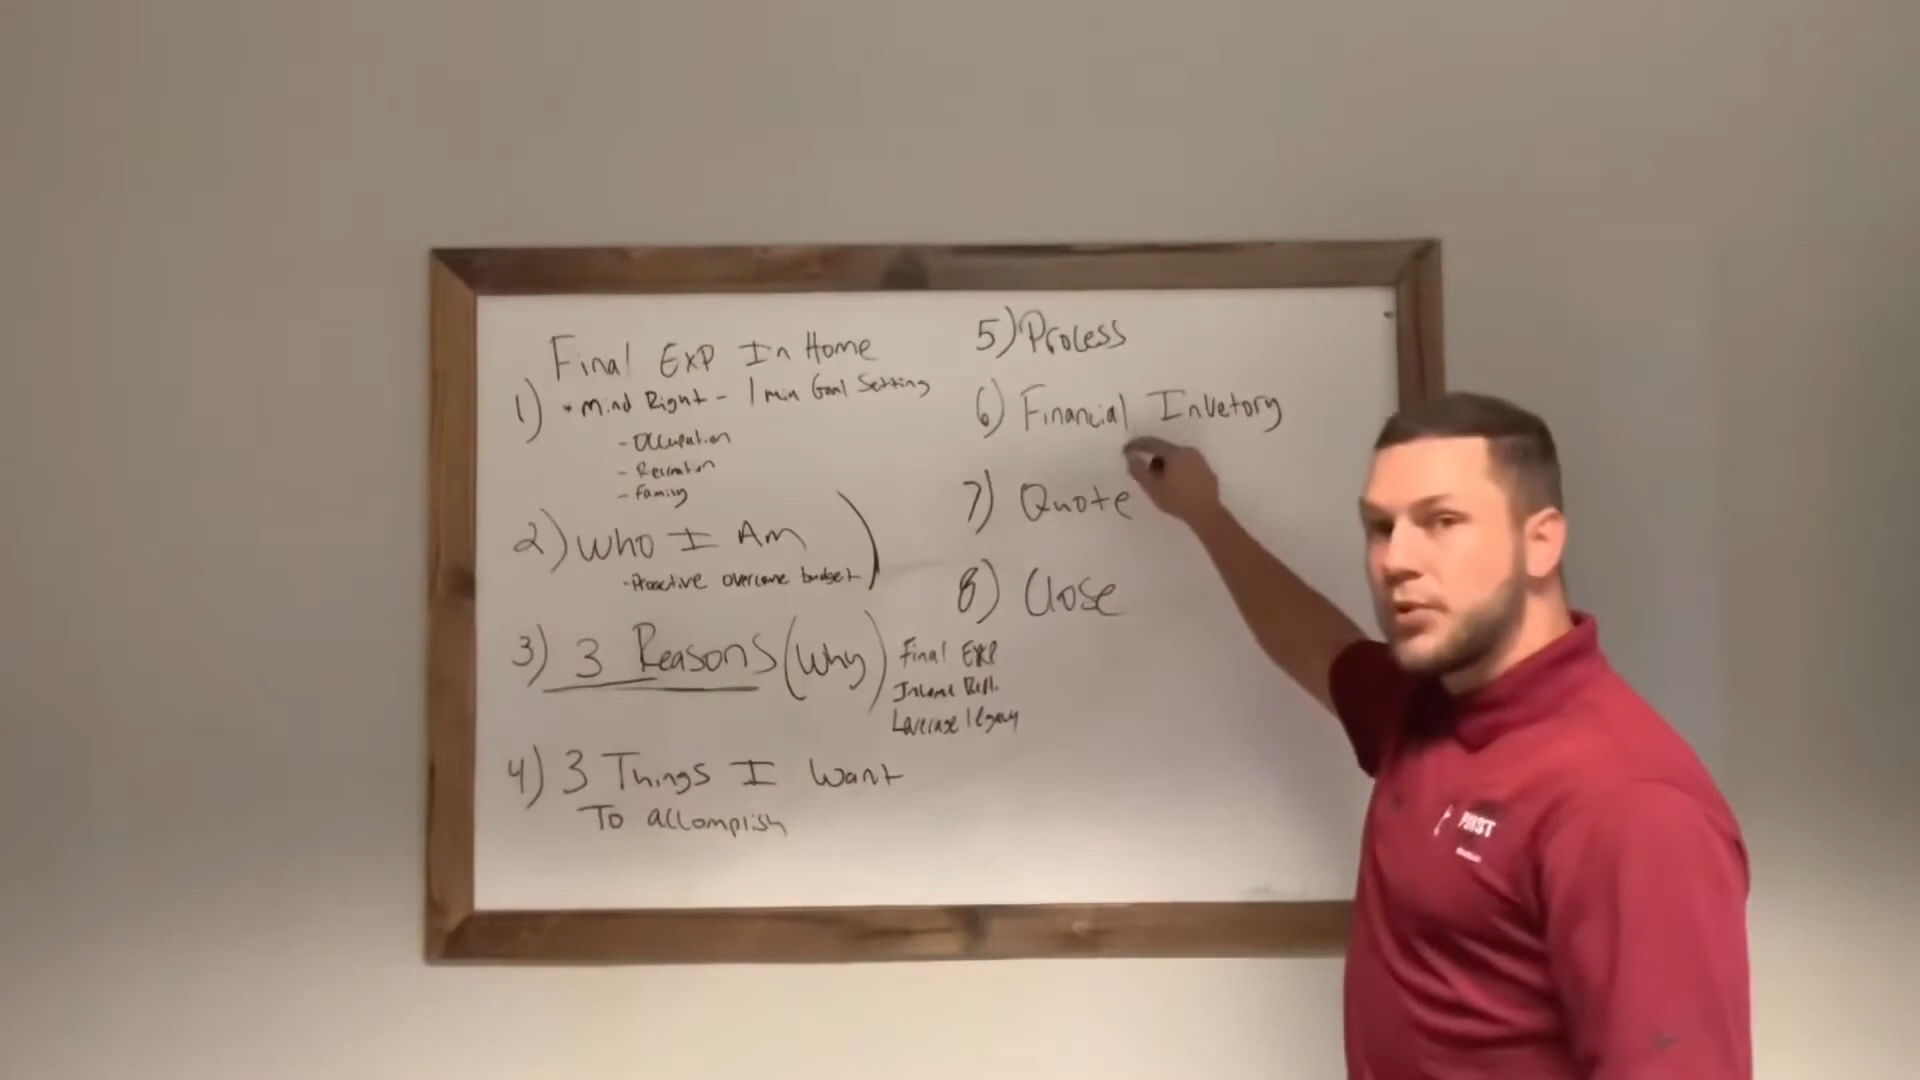 Final EXP In Home
1) • Mind Right - 1 min Goal Setting
- Occupation
- Recreation
- Family
2) Who I Am
- Proactive overcome budget
3) 3 Reasons (Why)
Final EXP
Income Repl.
Leverage legacy
4) 3 Things I Want
To accomplish
5) Process
6) Financial Invetory
7) Quote
8) Close